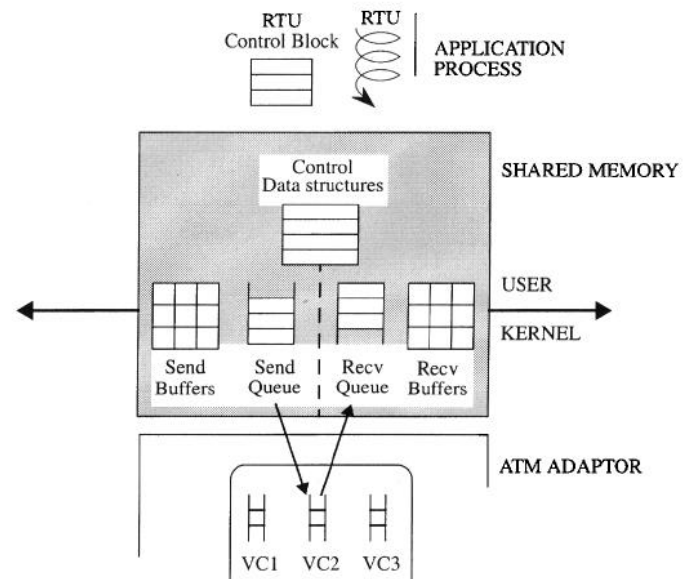 RTU
Control Block
RTU
APPLICATION
PROCESS
SHARED MEMORY
Control
Data structures
USER
KERNEL
Send
Buffers
Send
Queue
Recv
Queue
Recv
Buffers
ATM ADAPTOR
VC1
VC2
VC3